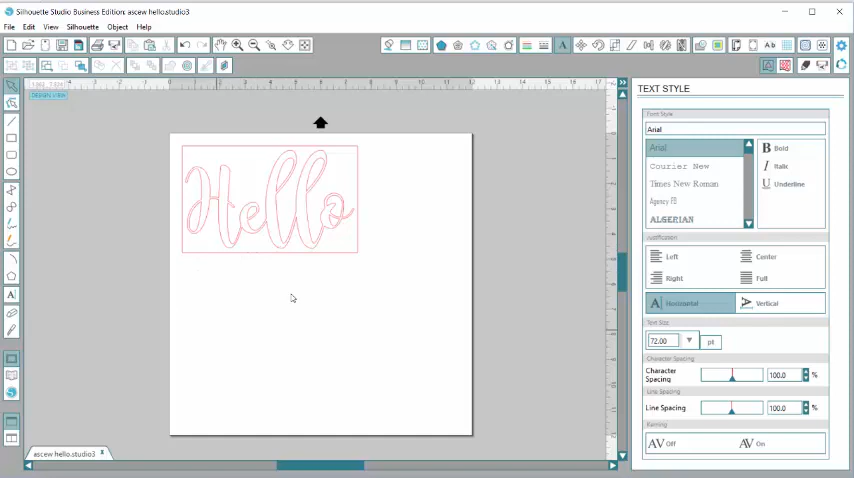 Silhouette Studio Business Edition: ascew hello.studio3
File Edit View Silhouette Object Help
DESIGN VIEW
Hello
ascew hello.studio3 x
TEXT STYLE
Font Style
Arial
Arial
Courier New
Times New Roman
Agency FB
ALGERIAN
B Bold
I Italic
U Underline
Justification
Left
Center
Right
Full
Horizontal
Vertical
Text Size
72.00
pt
Character Spacing
Character
Spacing
100.0 %
Line Spacing
Line Spacing
100.0 %
Kerning
AV Off
AV On